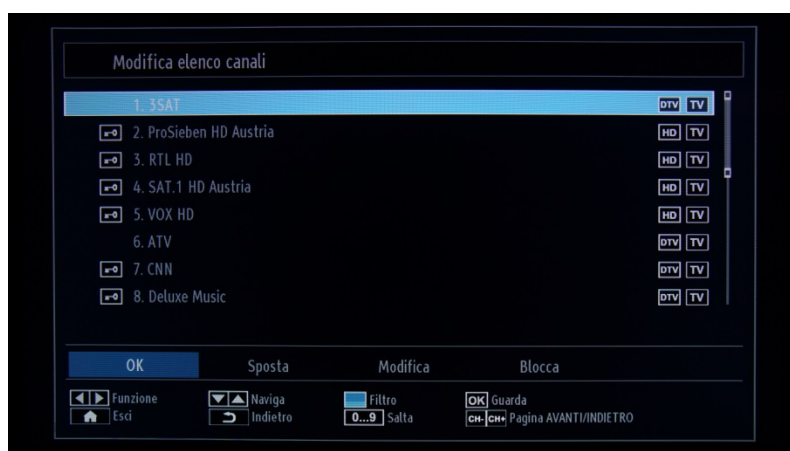 Modifica elenco canali
1. 3SAT DTV TV
2. ProSieben HD Austria HD TV
3. RTL HD HD TV
4. SAT.1 HD Austria HD TV
5. VOX HD HD TV
6. ATV DTV TV
7. CNN DTV TV
8. Deluxe Music DTV TV
OK Sposta Modifica Blocca
Funzione Naviga Filtro OK Guarda
Esci Indietro 0...9 Salta CH- CH+ Pagina AVANTI/INDIETRO